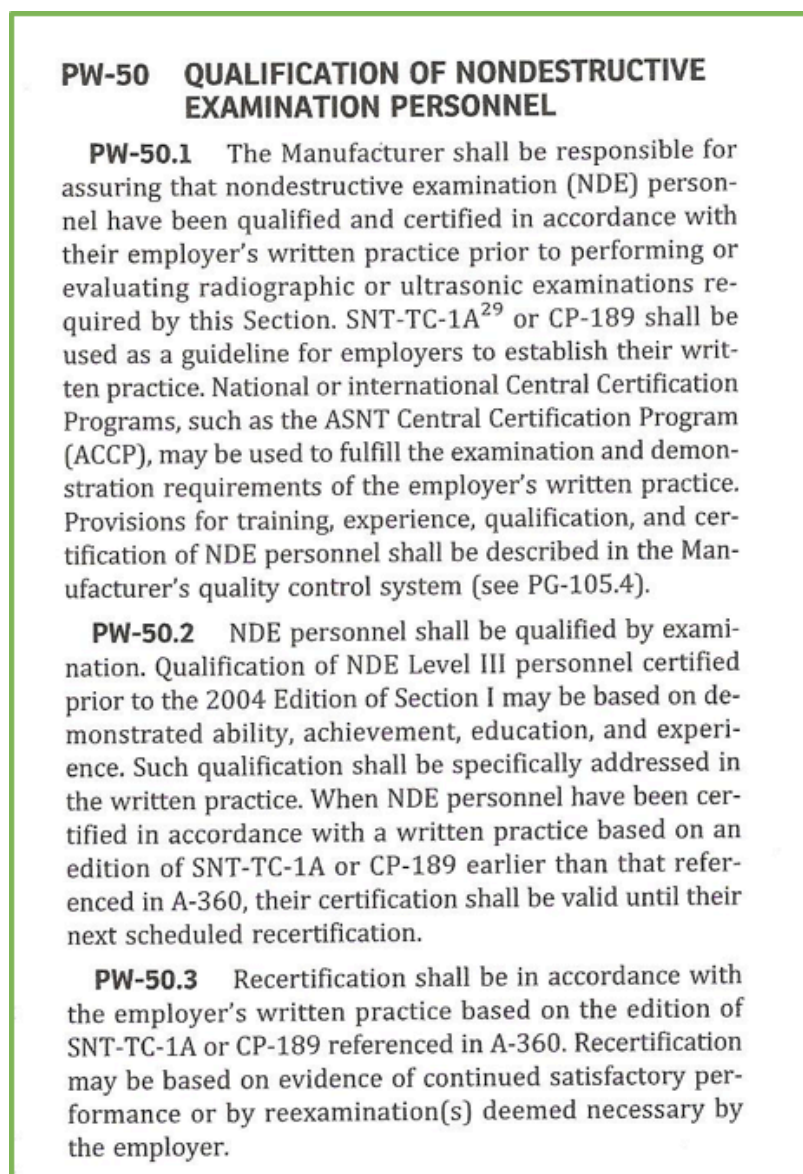 PW-50 QUALIFICATION OF NONDESTRUCTIVE
EXAMINATION PERSONNEL
PW-50.1 The Manufacturer shall be responsible for
assuring that nondestructive examination (NDE) person-
nel have been qualified and certified in accordance with
their employer's written practice prior to performing or
evaluating radiographic or ultrasonic examinations re-
quired by this Section. SNT-TC-1A²⁹ or CP-189 shall be
used as a guideline for employers to establish their writ-
ten practice. National or international Central Certification
Programs, such as the ASNT Central Certification Program
(ACCP), may be used to fulfill the examination and demon-
stration requirements of the employer's written practice.
Provisions for training, experience, qualification, and cer-
tification of NDE personnel shall be described in the Man-
ufacturer's quality control system (see PG-105.4).
PW-50.2 NDE personnel shall be qualified by exami-
nation. Qualification of NDE Level III personnel certified
prior to the 2004 Edition of Section I may be based on de-
monstrated ability, achievement, education, and experi-
ence. Such qualification shall be specifically addressed in
the written practice. When NDE personnel have been cer-
tified in accordance with a written practice based on an
edition of SNT-TC-1A or CP-189 earlier than that refer-
enced in A-360, their certification shall be valid until their
next scheduled recertification.
PW-50.3 Recertification shall be in accordance with
the employer's written practice based on the edition of
SNT-TC-1A or CP-189 referenced in A-360. Recertification
may be based on evidence of continued satisfactory per-
formance or by reexamination(s) deemed necessary by
the employer.